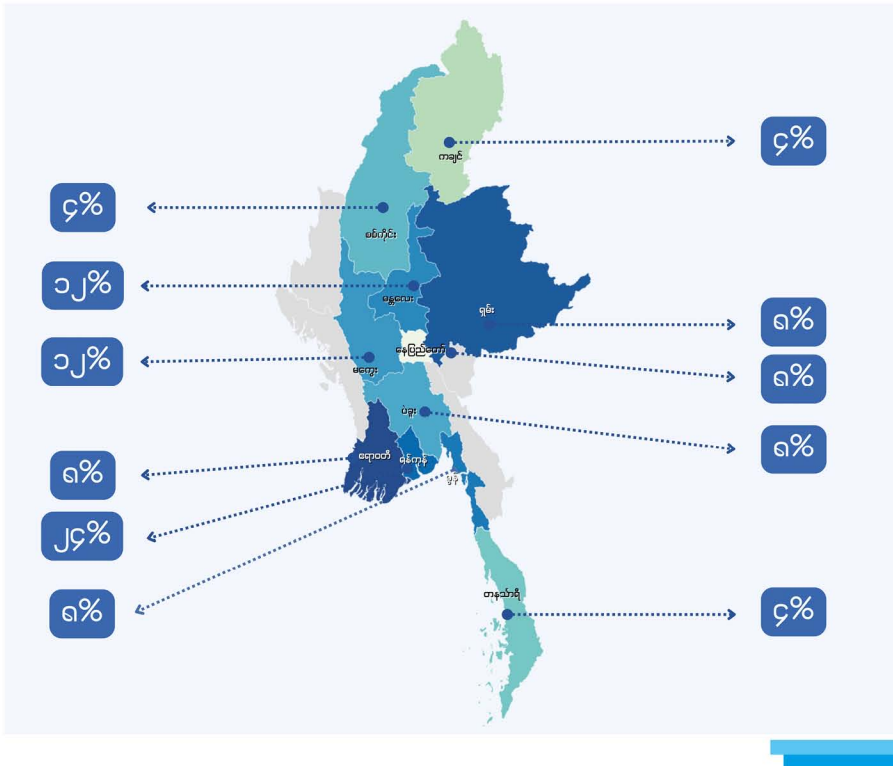 ကချင်
၄%
၄%
စစ်ကိုင်း
၁၂%
မန္တလေး
ရှမ်း
၈%
နေပြည်တော်
၁၂%
မကွေး
၈%
ပဲခူး
၈%
ဧရာဝတီ
ရန်ကုန်
၈%
မွန်
၂၄%
တနင်္သာရီ
၈%
၄%